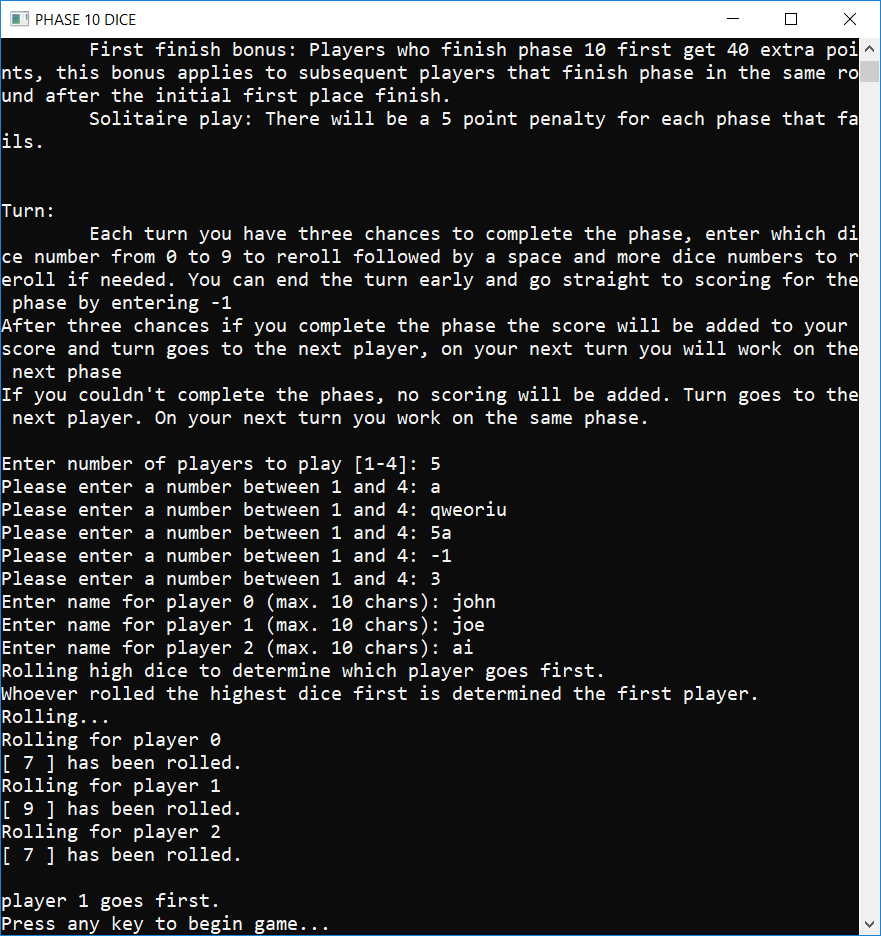 PHASE 10 DICE
First finish bonus: Players who finish phase 10 first get 40 extra poi
nts, this bonus applies to subsequent players that finish phase in the same ro
und after the initial first place finish.
Solitaire play: There will be a 5 point penalty for each phase that fa
ils.
Turn:
Each turn you have three chances to complete the phase, enter which di
ce number from 0 to 9 to reroll followed by a space and more dice numbers to r
eroll if needed. You can end the turn early and go straight to scoring for the
phase by entering -1
After three chances if you complete the phase the score will be added to your
score and turn goes to the next player, on your next turn you will work on the
next phase
If you couldn't complete the phaes, no scoring will be added. Turn goes to the
next player. On your next turn you work on the same phase.
Enter number of players to play [1-4]: 5
Please enter a number between 1 and 4: a
Please enter a number between 1 and 4: qweoriu
Please enter a number between 1 and 4: 5a
Please enter a number between 1 and 4: -1
Please enter a number between 1 and 4: 3
Enter name for player 0 (max. 10 chars): john
Enter name for player 1 (max. 10 chars): joe
Enter name for player 2 (max. 10 chars): ai
Rolling high dice to determine which player goes first.
Whoever rolled the highest dice first is determined the first player.
Rolling...
Rolling for player 0
[ 7 ] has been rolled.
Rolling for player 1
[ 9 ] has been rolled.
Rolling for player 2
[ 7 ] has been rolled.
player 1 goes first.
Press any key to begin game...